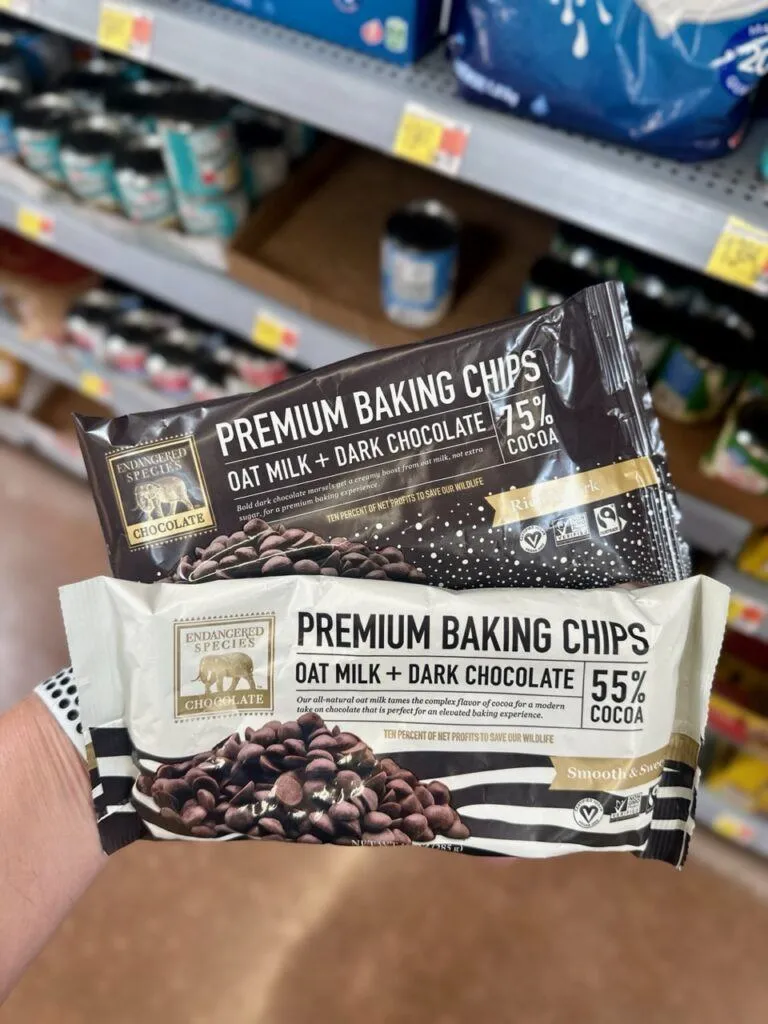 PREMIUM BAKING CHIPS
OAT MILK + DARK CHOCOLATE
75%
COCOA
ENDANGERED
SPECIES
CHOCOLATE
Bold dark chocolate morsels get a creamy boost from oat milk, not extra
sugar, for a premium baking experience.
TEN PERCENT OF NET PROFITS TO SAVE OUR WILDLIFE
VERIFIED
ENDANGERED
SPECIES
CHOCOLATE
PREMIUM BAKING CHIPS
OAT MILK + DARK CHOCOLATE
55%
COCOA
Our all-natural oat milk tames the complex flavor of cocoa for a modern
take on chocolate that is perfect for an elevated baking experience.
TEN PERCENT OF NET PROFITS TO SAVE OUR WILDLIFE
Smooth &
VERIFIED